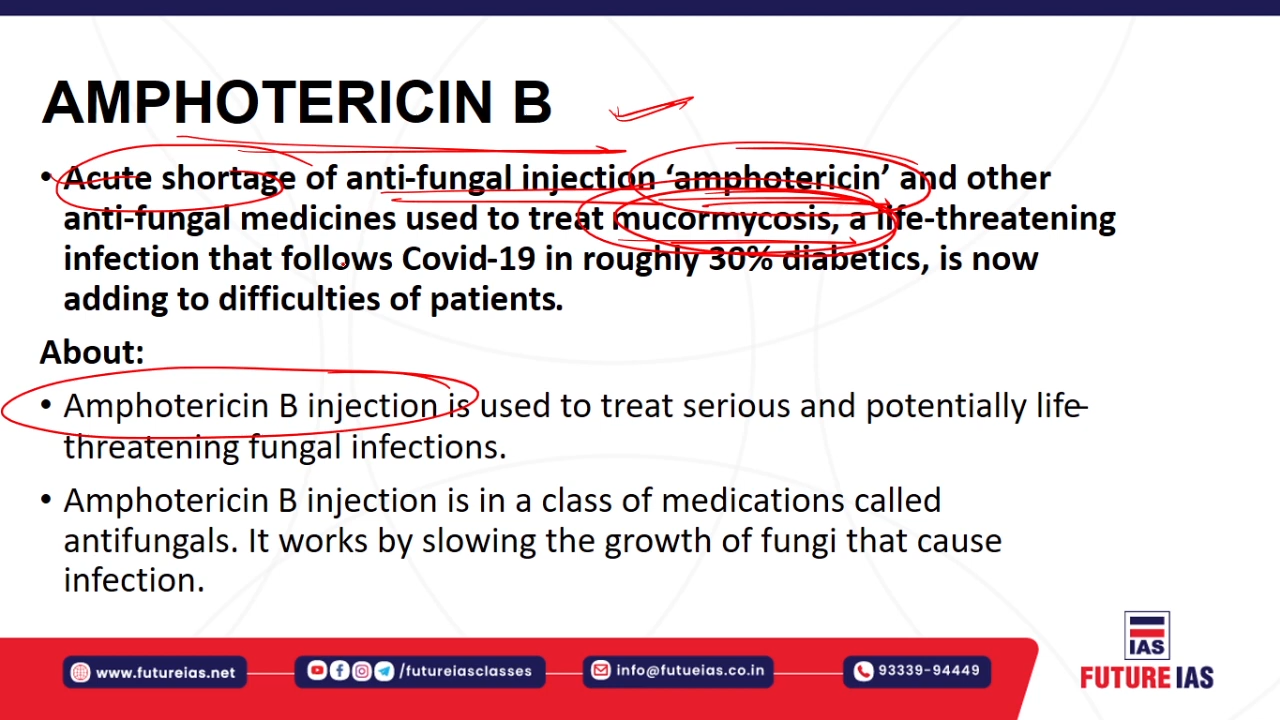 AMPHOTERICIN B
• Acute shortage of anti-fungal injection ‘amphotericin’ and other
anti-fungal medicines used to treat mucormycosis, a life-threatening
infection that follows Covid-19 in roughly 30% diabetics, is now
adding to difficulties of patients.
About:
• Amphotericin B injection is used to treat serious and potentially life-
threatening fungal infections.
• Amphotericin B injection is in a class of medications called
antifungals. It works by slowing the growth of fungi that cause
infection.
IAS
FUTURE IAS
www.futureias.net
/futureiasclasses
info@futueias.co.in
93339-94449